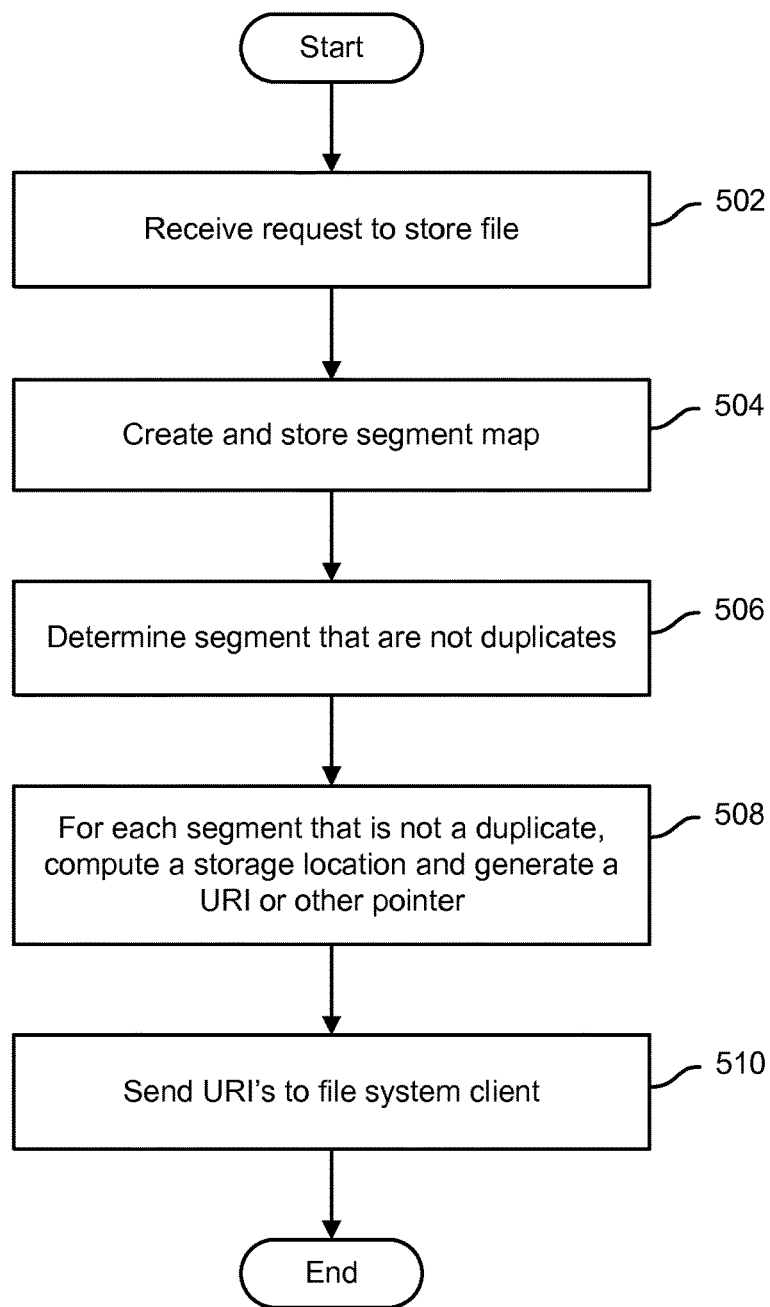 Start
Receive request to store file
502
Create and store segment map
504
Determine segment that are not duplicates
506
For each segment that is not a duplicate,
compute a storage location and generate a
URI or other pointer
508
Send URI's to file system client
510
End